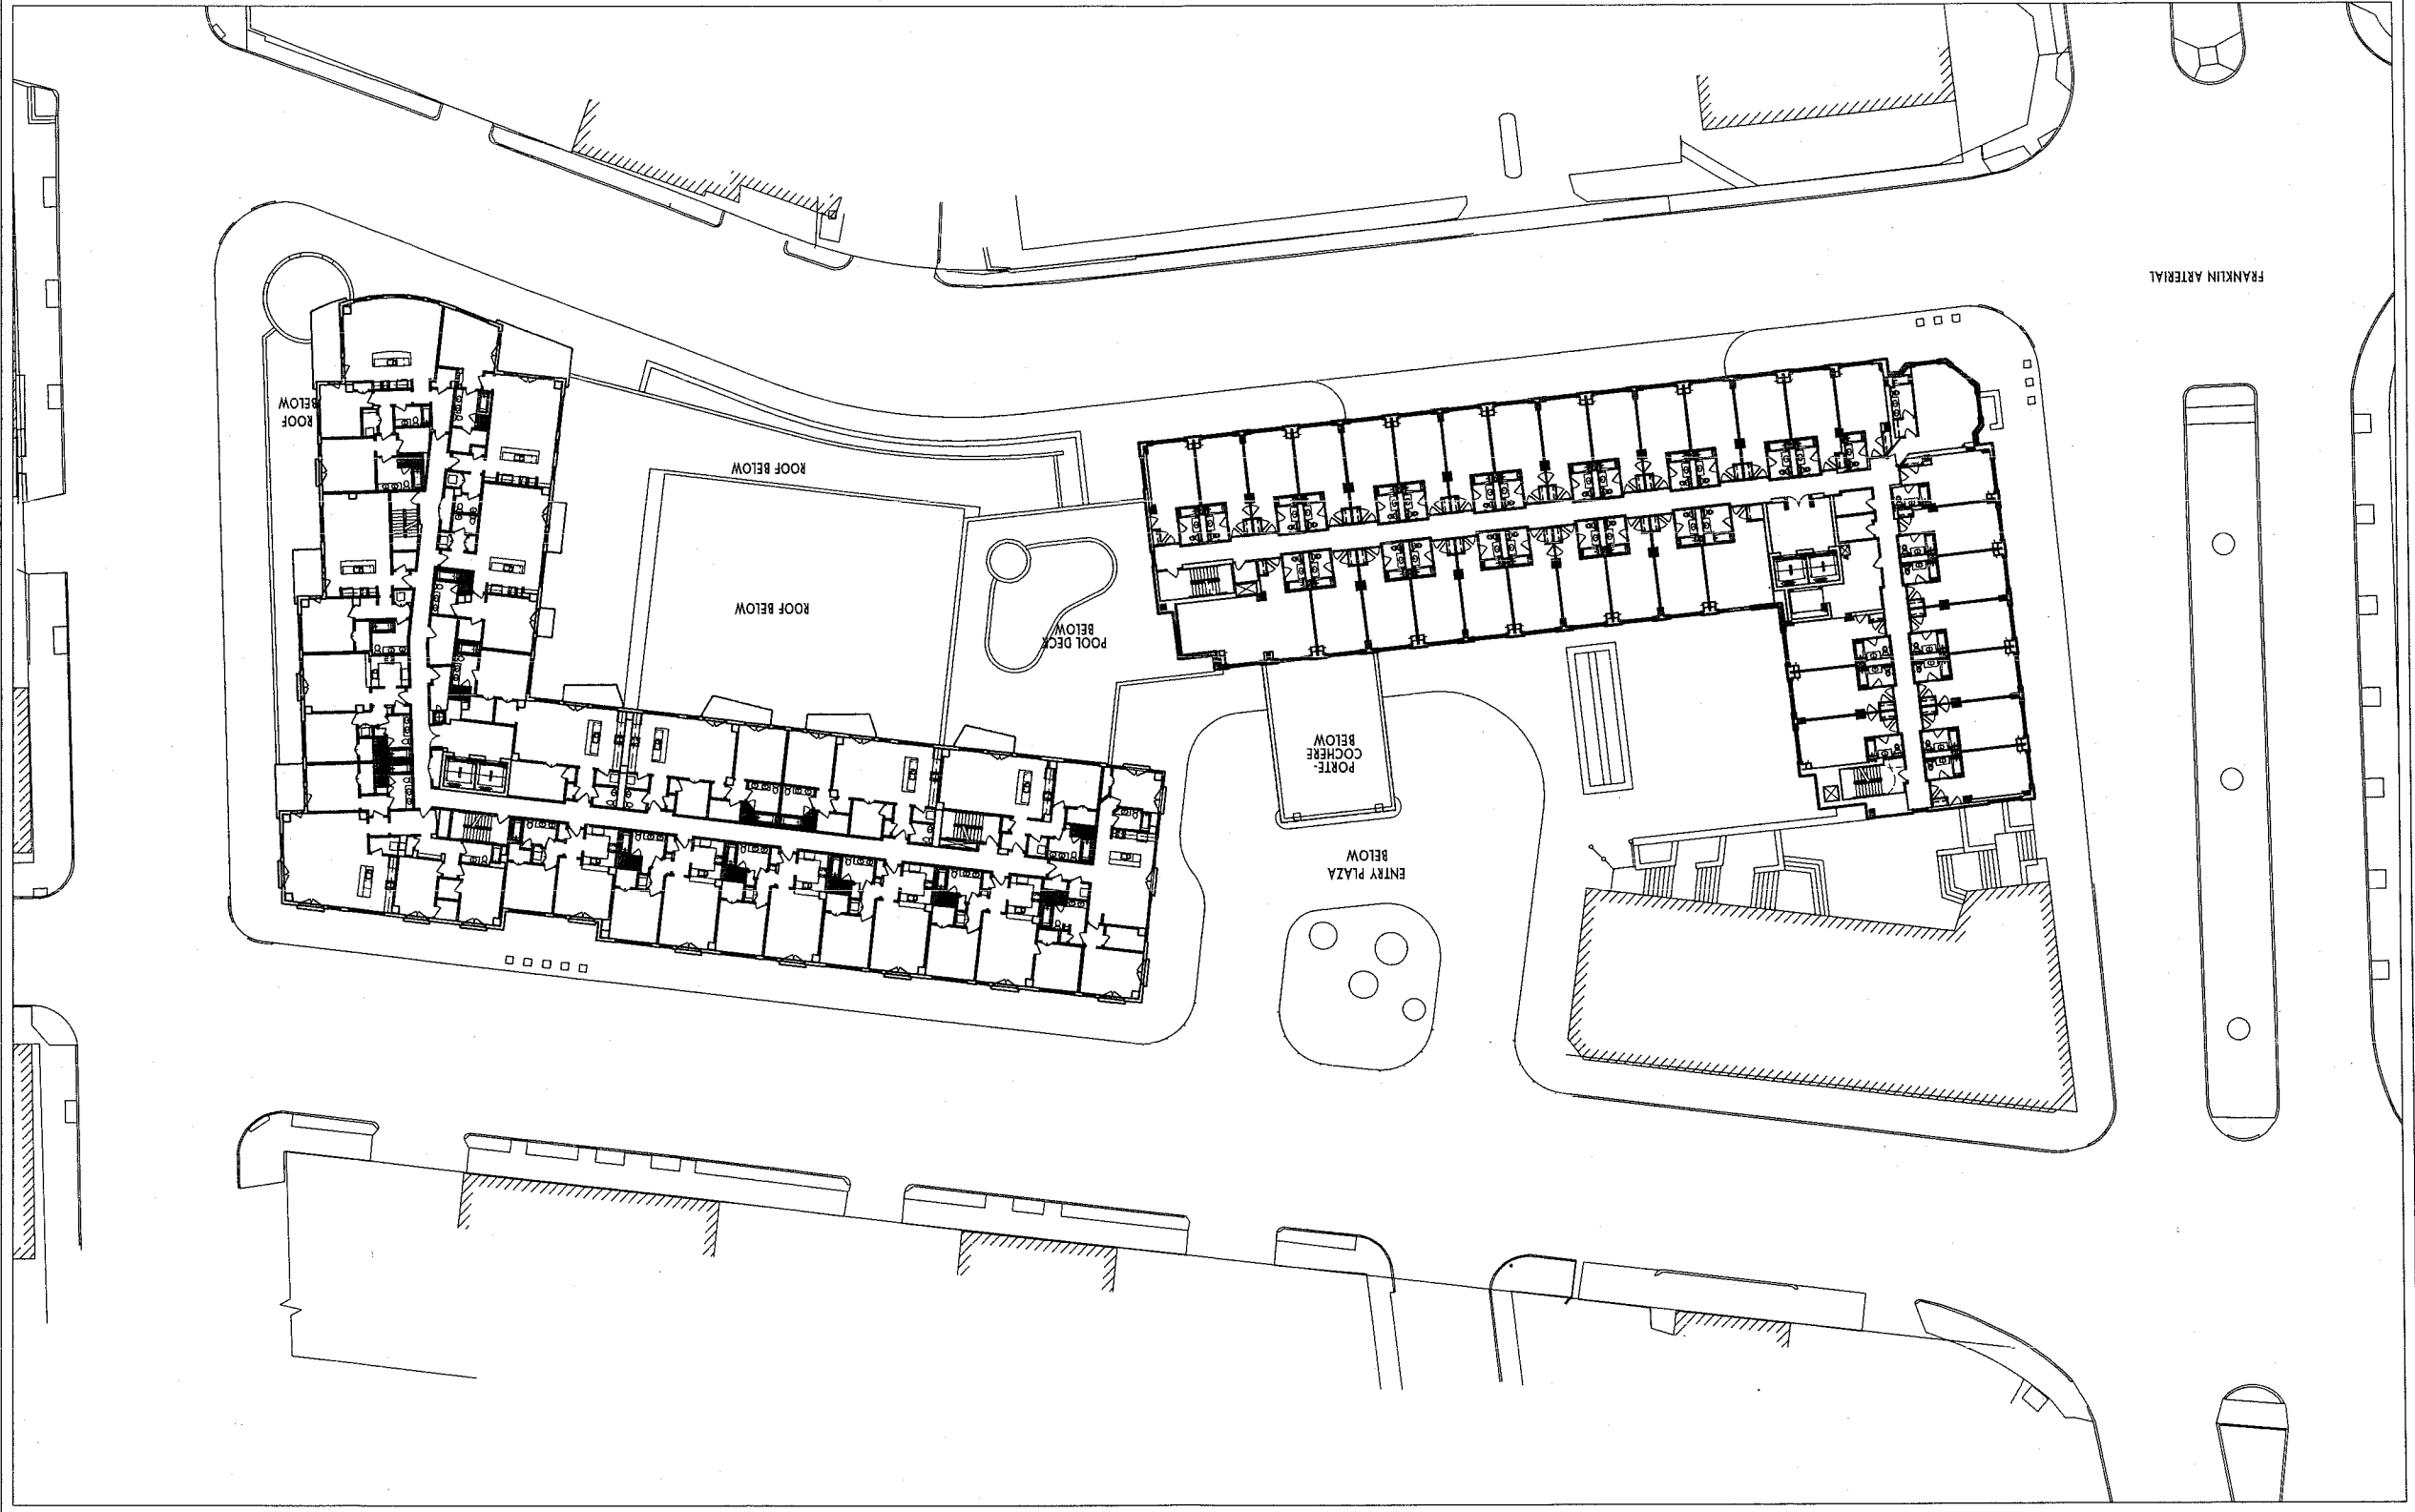 FRANKLIN ARTERIAL
ROOF
BELOW
ROOF BELOW
ROOF BELOW
POOL DECK
BELOW
PORTE-
COCHERE
BELOW
ENTRY PLAZA
BELOW